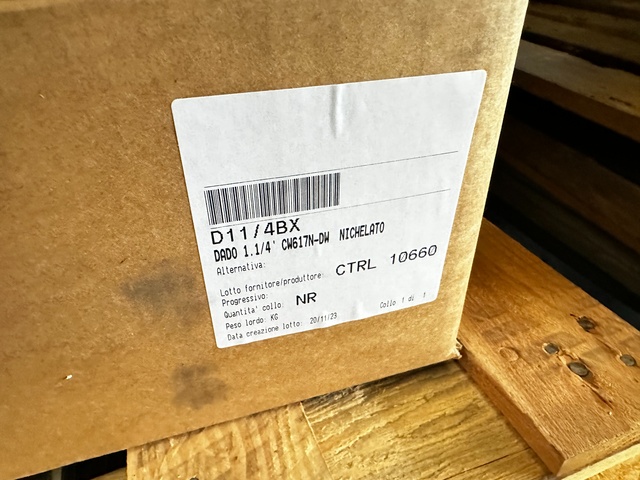 D11/4BX
DADO 1.1/4' CW617N-DW NICHELATO
Alternativa:
Lotto fornitore/produttore: CTRL 10660
Progressivo:
Quantita' collo: NR
Peso lordo: KG
Collo 1 di 1
Data creazione lotto: 20/11/23